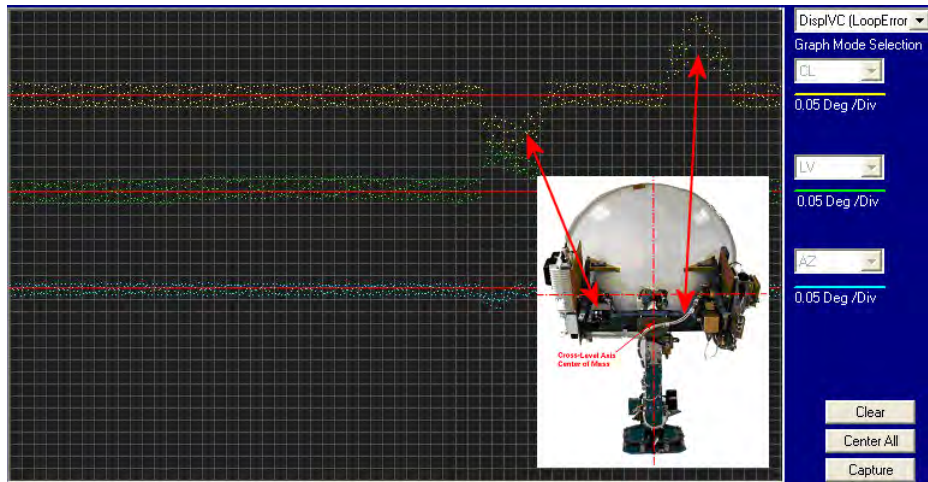 DispIVC (LoopError
Graph Mode Selection
CL
0.05 Deg /Div
LV
0.05 Deg /Div
AZ
0.05 Deg /Div
Cross-Level Axis
Center of Mass
Clear
Center All
Capture